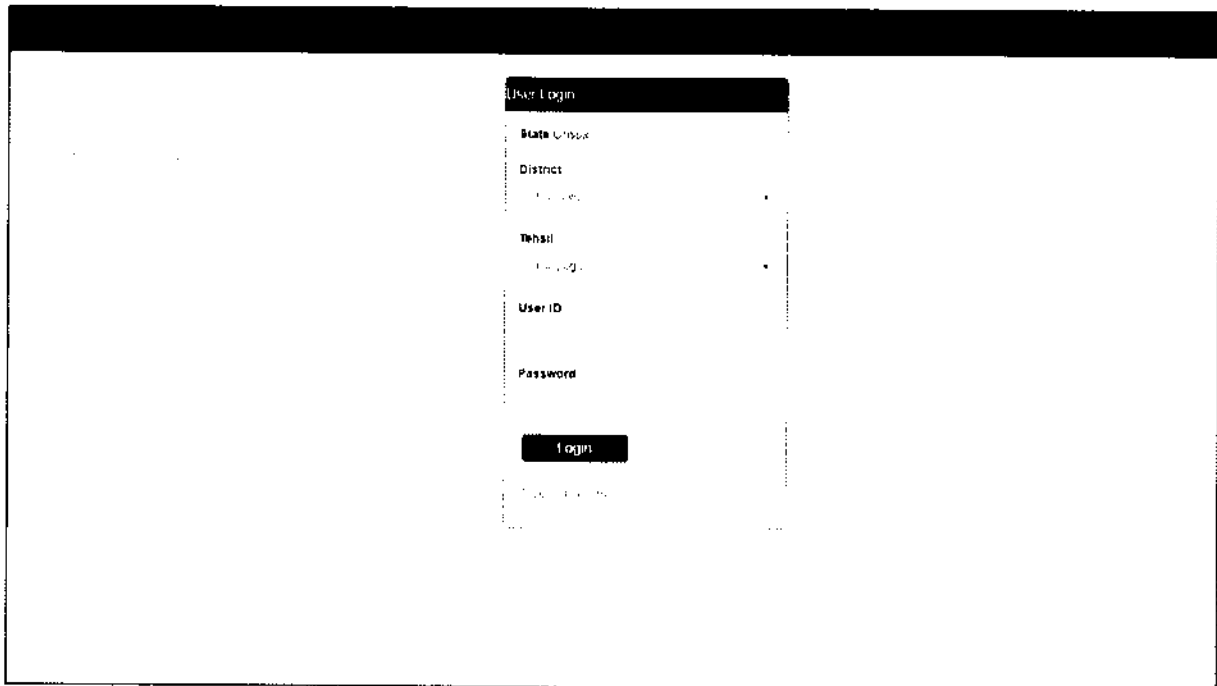 User Login
State
District
Tehsil
User ID
Password
Login